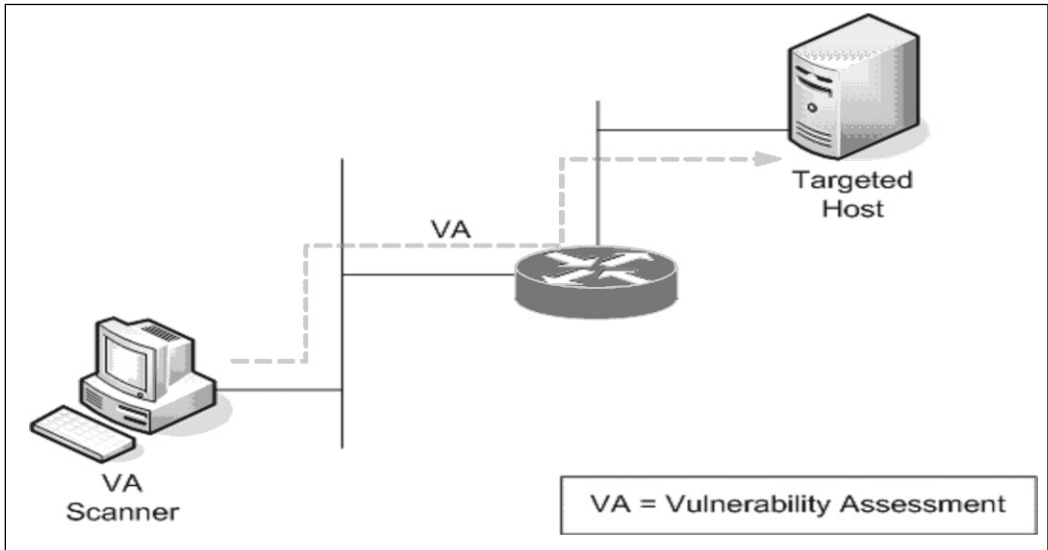 Targeted
Host
VA
VA
Scanner
VA = Vulnerability Assessment